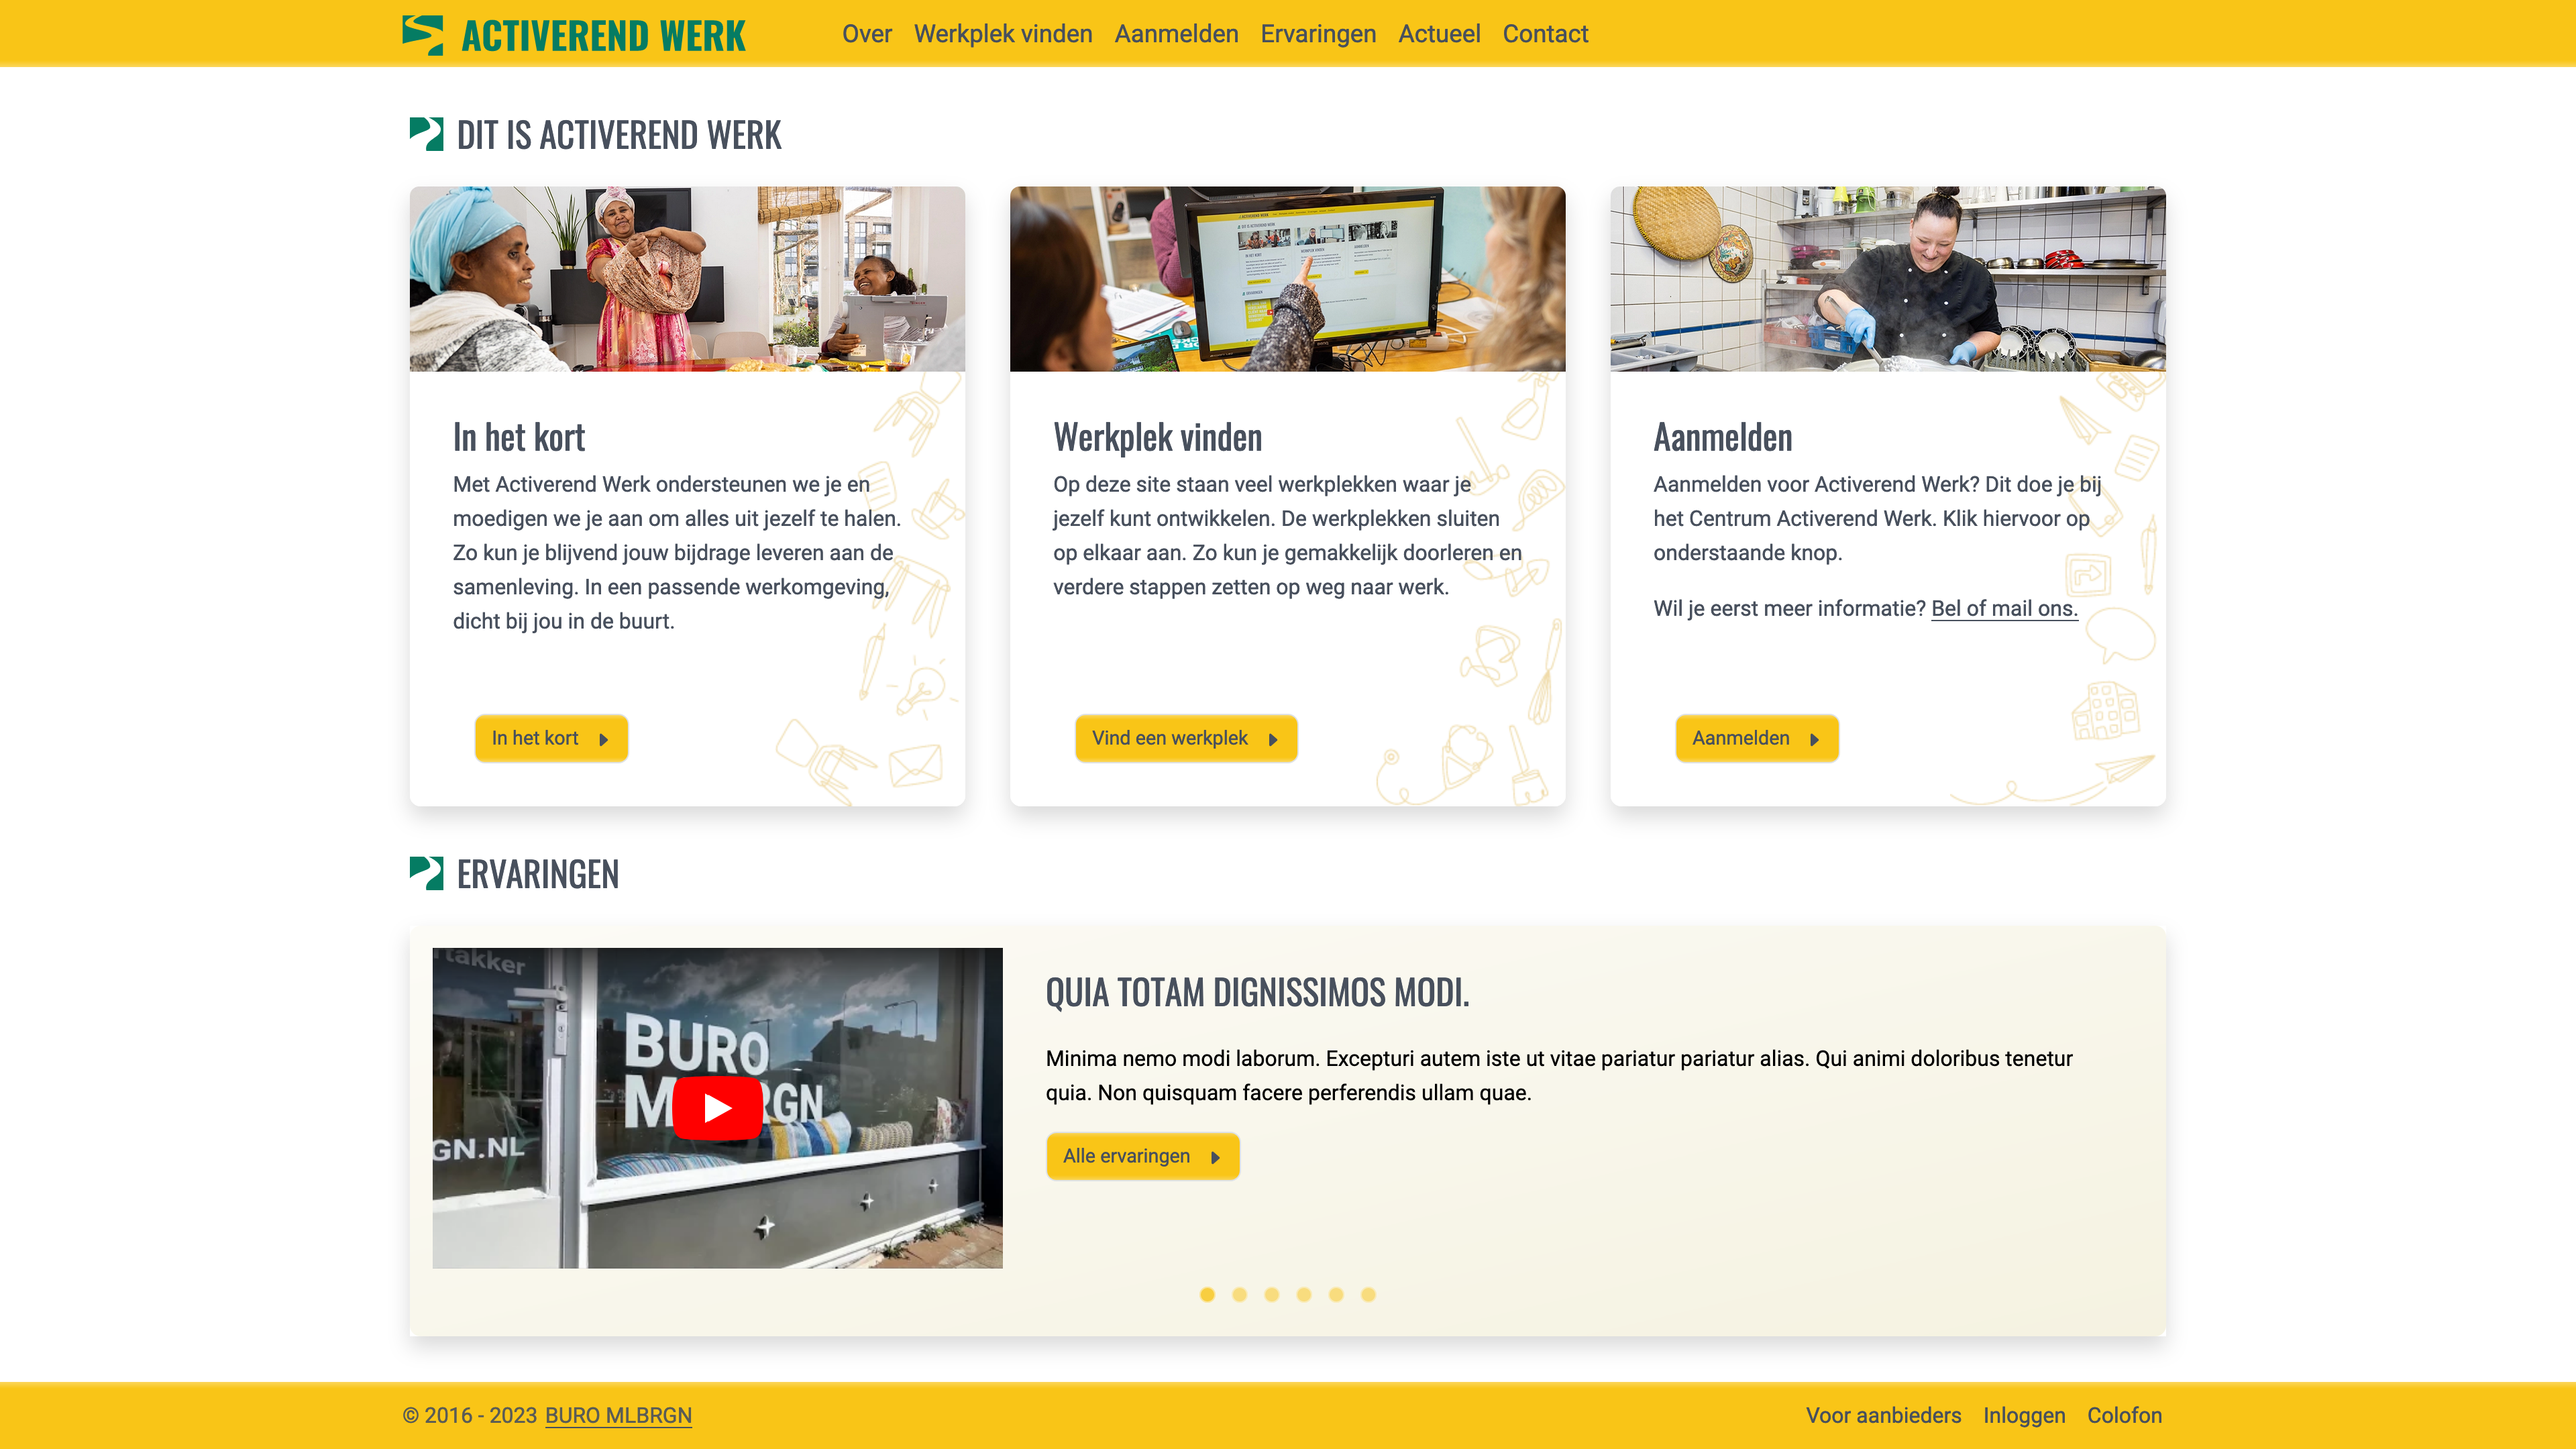 ACTIVEREND WERK
Over Werkplek vinden Aanmelden Ervaringen Actueel Contact
DIT IS ACTIVEREND WERK
In het kort
Met Activerend Werk ondersteunen we je en
moedigen we je aan om alles uit jezelf te halen.
Zo kun je blijvend jouw bijdrage leveren aan de
samenleving. In een passende werkomgeving,
dicht bij jou in de buurt.
In het kort
Werkplek vinden
Op deze site staan veel werkplekken waar je
jezelf kunt ontwikkelen. De werkplekken sluiten
op elkaar aan. Zo kun je gemakkelijk doorleren en
verdere stappen zetten op weg naar werk.
Vind een werkplek
Aanmelden
Aanmelden voor Activerend Werk? Dit doe je bij
het Centrum Activerend Werk. Klik hiervoor op
onderstaande knop.
Wil je eerst meer informatie? Bel of mail ons.
Aanmelden
ERVARINGEN
takker
BURO
GN.NL
QUIA TOTAM DIGNISSIMOS MODI.
Minima nemo modi laborum. Excepturi autem iste ut vitae pariatur pariatur alias. Qui animi doloribus tenetur
quia. Non quisquam facere perferendis ullam quae.
Alle ervaringen
© 2016 - 2023 BURO MLBRGN
Voor aanbieders Inloggen Colofon